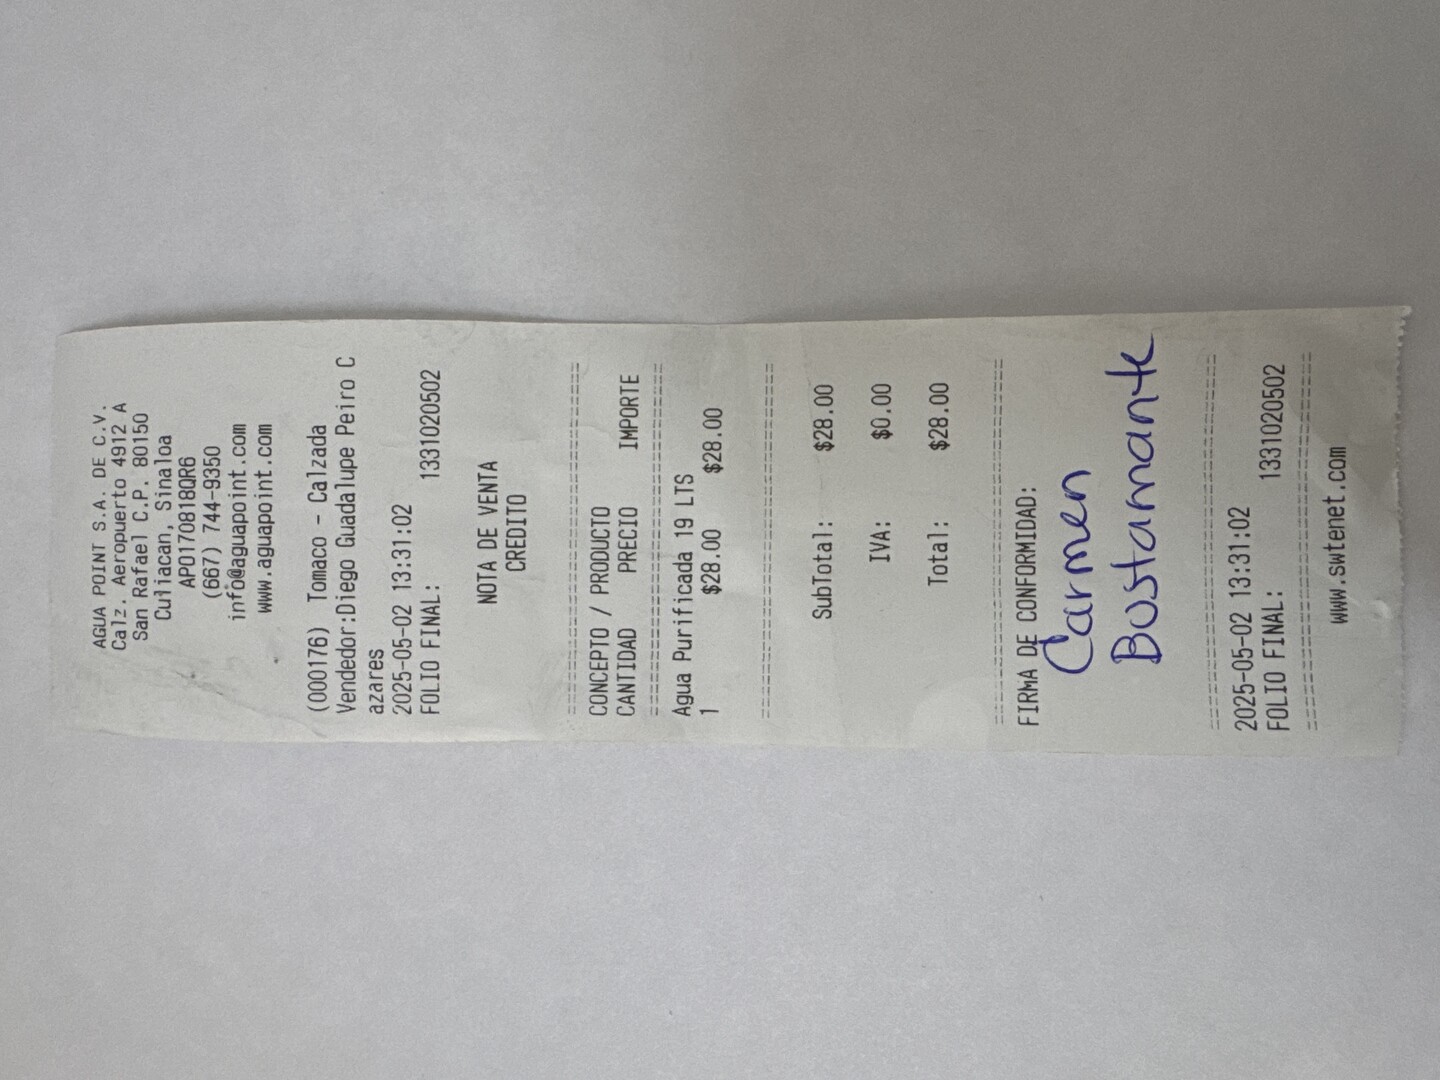 AGUA POINT S.A. DE C.V.
Calz. Aeropuerto 4912 A
San Rafael C.P. 80150
Culiacan, Sinaloa
APO170818QR6
(667) 744-9350
info@aguapoint.com
www.aguapoint.com
(000176) Tomaco - Calzada
Vendedor:Diego Guadalupe Peiro C
azares
2025-05-02 13:31:02
FOLIO FINAL: 1331020502
NOTA DE VENTA
CREDITO
================================
CONCEPTO / PRODUCTO
CANTIDAD PRECIO IMPORTE
================================
Agua Purificada 19 LTS
1 $28.00 $28.00
================================
SubTotal: $28.00
IVA: $0.00
Total: $28.00
================================
FIRMA DE CONFORMIDAD:
Carmen
Bustamante
================================
2025-05-02 13:31:02
FOLIO FINAL: 1331020502
================================
www.swtenet.com